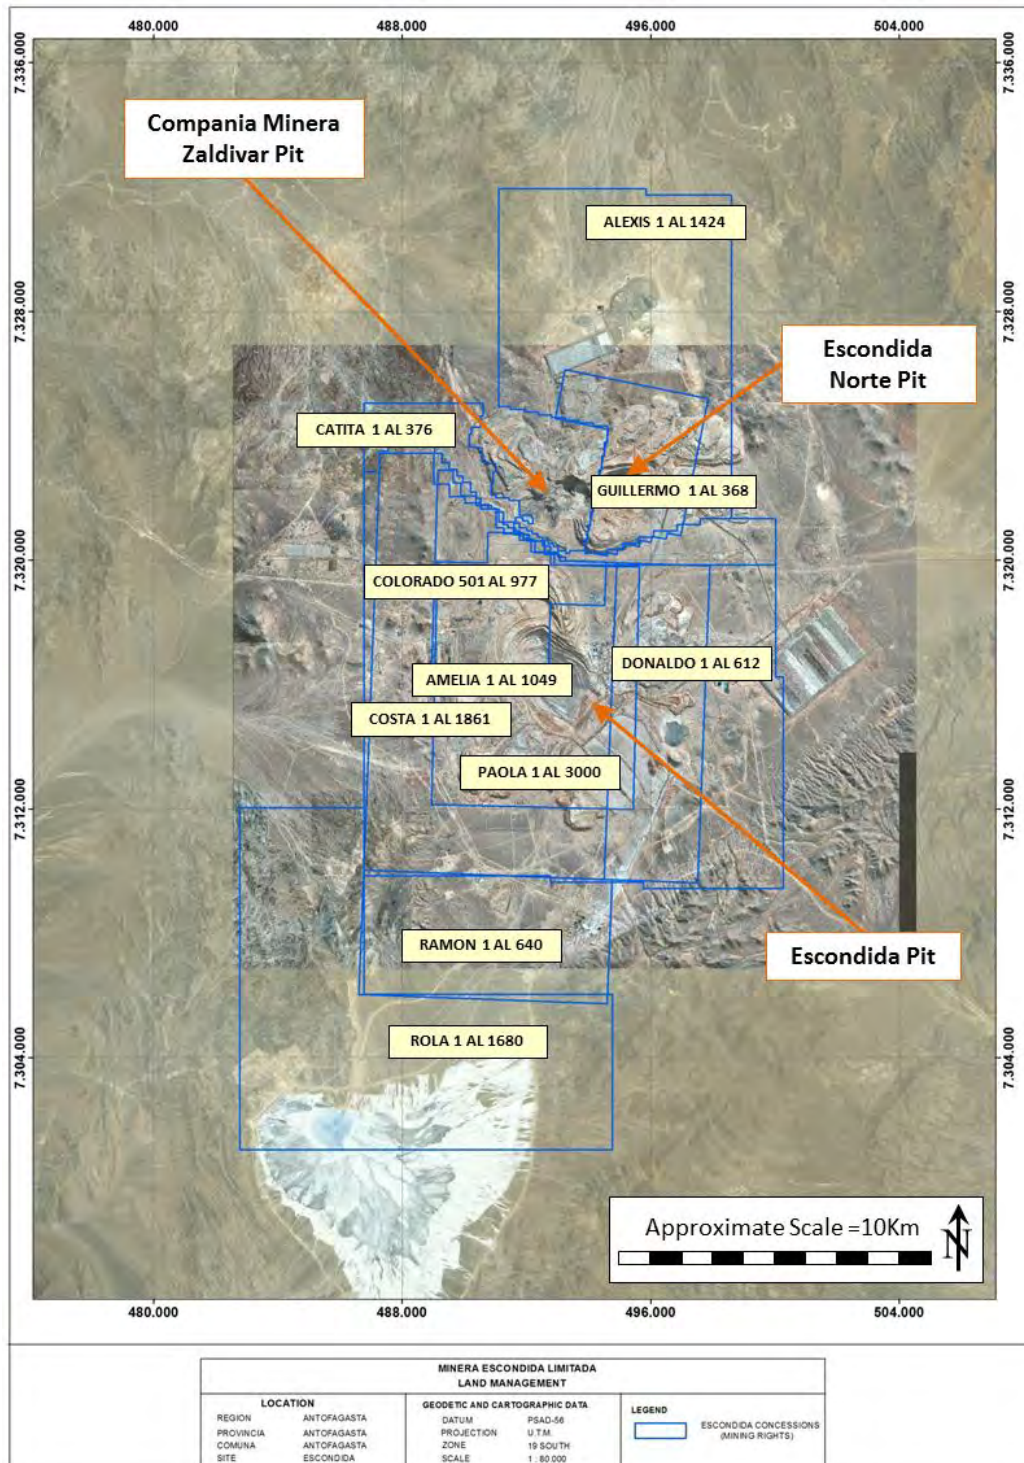 480.000 488.000 496.000 504.000
7.336.000 7.336.000
Compania Minera
Zaldivar Pit
ALEXIS 1 AL 1424
7.328.000 7.328.000
Escondida
Norte Pit
CATITA 1 AL 376
GUILLERMO 1 AL 368
7.320.000 7.320.000
COLORADO 501 AL 977
DONALDO 1 AL 612
AMELIA 1 AL 1049
COSTA 1 AL 1861
PAOLA 1 AL 3000
7.312.000 7.312.000
RAMON 1 AL 640
Escondida Pit
ROLA 1 AL 1680
7.304.000 7.304.000
Approximate Scale =10Km
N
480.000 488.000 496.000 504.000
MINERA ESCONDIDA LIMITADA
LAND MANAGEMENT
LOCATION
REGION ANTOFAGASTA
PROVINCIA ANTOFAGASTA
COMUNA ANTOFAGASTA
SITE ESCONDIDA
GEODETIC AND CARTOGRAPHIC DATA
DATUM PSAD-56
PROJECTION U.T.M.
ZONE 19 SOUTH
SCALE 1 : 80 000
LEGEND
ESCONDIDA CONCESSIONS
(MINING RIGHTS)